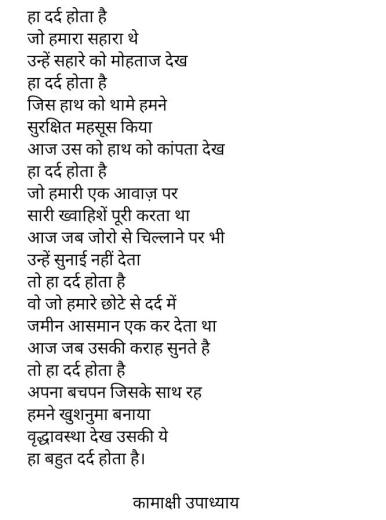 हा दर्द होता है
जो हमारा सहारा थे
उन्हें सहारे को मोहताज देख
हा दर्द होता है
जिस हाथ को थामे हमने
सुरक्षित महसूस किया
आज उस को हाथ को कांपता देख
हा दर्द होता है
जो हमारी एक आवाज़ पर
सारी ख्वाहिशें पूरी करता था
आज जब जोरो से चिल्लाने पर भी
उन्हें सुनाई नहीं देता
तो हा दर्द होता है
वो जो हमारे छोटे से दर्द में
जमीन आसमान एक कर देता था
आज जब उसकी कराह सुनते है
तो हा दर्द होता है
अपना बचपन जिसके साथ रह
हमने खुशनुमा बनाया
वृद्धावस्था देख उसकी ये
हा बहुत दर्द होता है।
कामाक्षी उपाध्याय